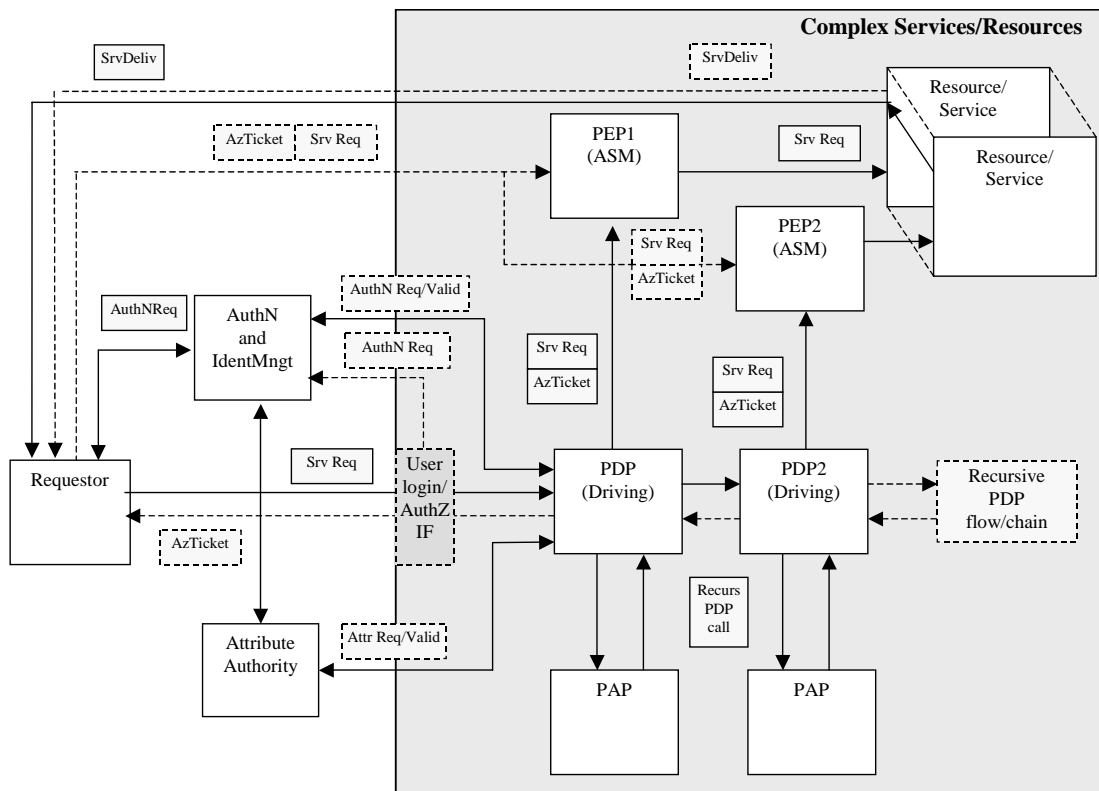 Complex Services/Resources
SrvDeliv
SrvDeliv
Resource/
Service
AzTicket
Srv Req
PEP1
(ASM)
Srv Req
Resource/
Service
PEP2
(ASM)
Srv Req
AzTicket
AuthN Req/Valid
AuthNReq
AuthN
and
IdentMngt
AuthN Req
Srv Req
AzTicket
Srv Req
AzTicket
Requestor
Srv Req
User
login/
AuthZ
IF
PDP
(Driving)
PDP2
(Driving)
Recursive
PDP
flow/chain
AzTicket
Recurs
PDP
call
Attribute
Authority
Attr Req/Valid
PAP
PAP